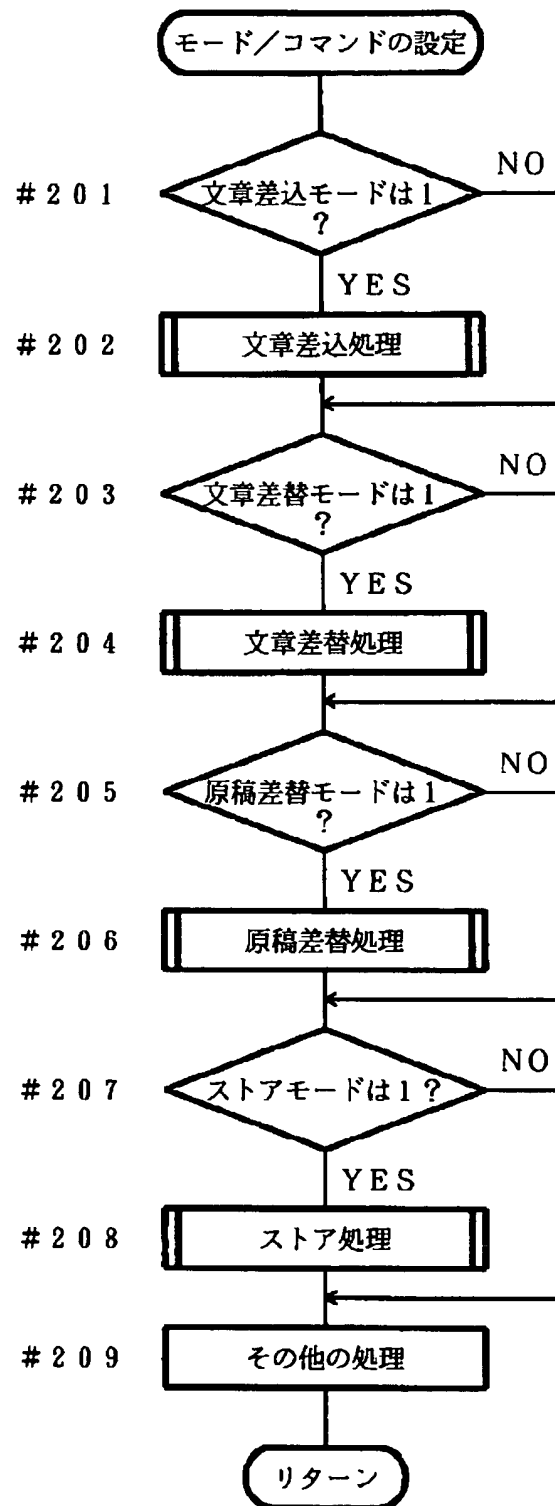 モード／コマンドの設定
#201
文章差込モードは1
?
NO
YES
#202
文章差込処理
#203
文章差替モードは1
?
NO
YES
#204
文章差替処理
#205
原稿差替モードは1
?
NO
YES
#206
原稿差替処理
#207
ストアモードは1?
NO
YES
#208
ストア処理
#209
その他の処理
リターン